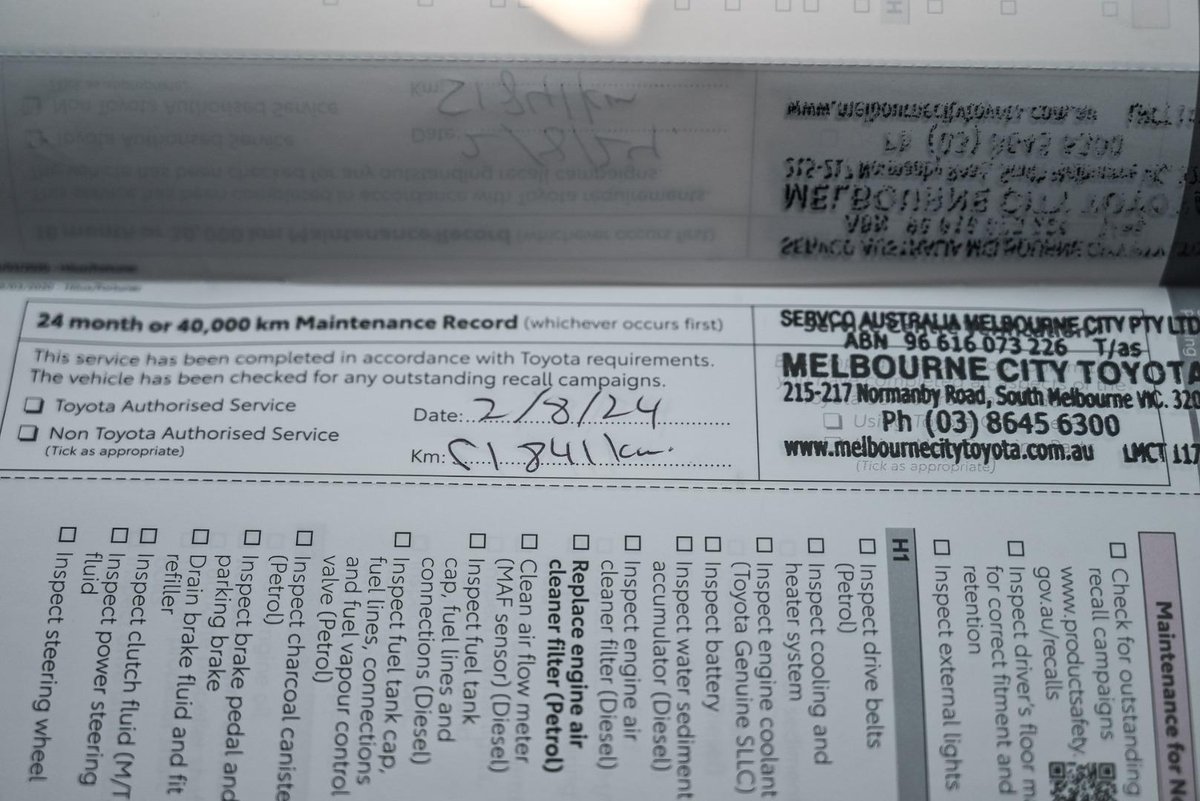 24 month or 40,000 km Maintenance Record (whichever occurs first)
This service has been completed in accordance with Toyota requirements.
The vehicle has been checked for any outstanding recall campaigns.
Toyota Authorised Service
Non Toyota Authorised Service
(Tick as appropriate)
Date: 2/8/24
Km: 51841km.
SERVCO AUSTRALIA MELBOURNE CITY PTY LTD
ABN 96 616 073 226 T/as
MELBOURNE CITY TOYOTA
215-217 Normanby Road, South Melbourne VIC. 320
Ph (03) 8645 6300
www.melbournecitytoyota.com.au LMCT 117
(Tick as appropriate)
Maintenance for
Check for outstanding
recall campaigns
www.productsafety.
gov.au/recalls
Inspect driver's floor m
for correct fitment and
retention
Inspect external lights
H1
Inspect drive belts
(Petrol)
Inspect cooling and
heater system
Inspect engine coolant
(Toyota Genuine SLLC)
Inspect battery
Inspect water sediment
accumulator (Diesel)
Inspect engine air
cleaner filter (Diesel)
Replace engine air
cleaner filter (Petrol)
Clean air flow meter
(MAF sensor) (Diesel)
Inspect fuel tank
cap, fuel lines and
connections (Diesel)
Inspect fuel tank cap,
fuel lines, connections
and fuel vapour control
valve (Petrol)
Inspect charcoal caniste
(Petrol)
Inspect brake pedal and
parking brake
Drain brake fluid and fit
refiller
Inspect clutch fluid (M/T
Inspect power steering
fluid
Inspect steering wheel